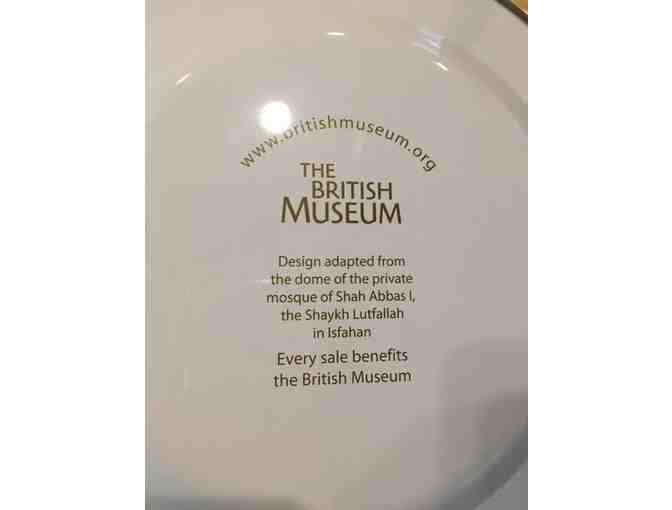 www.britishmuseum.org
THE
BRITISH
MUSEUM
Design adapted from
the dome of the private
mosque of Shah Abbas I,
the Shaykh Lutfallah
in Isfahan
Every sale benefits
the British Museum